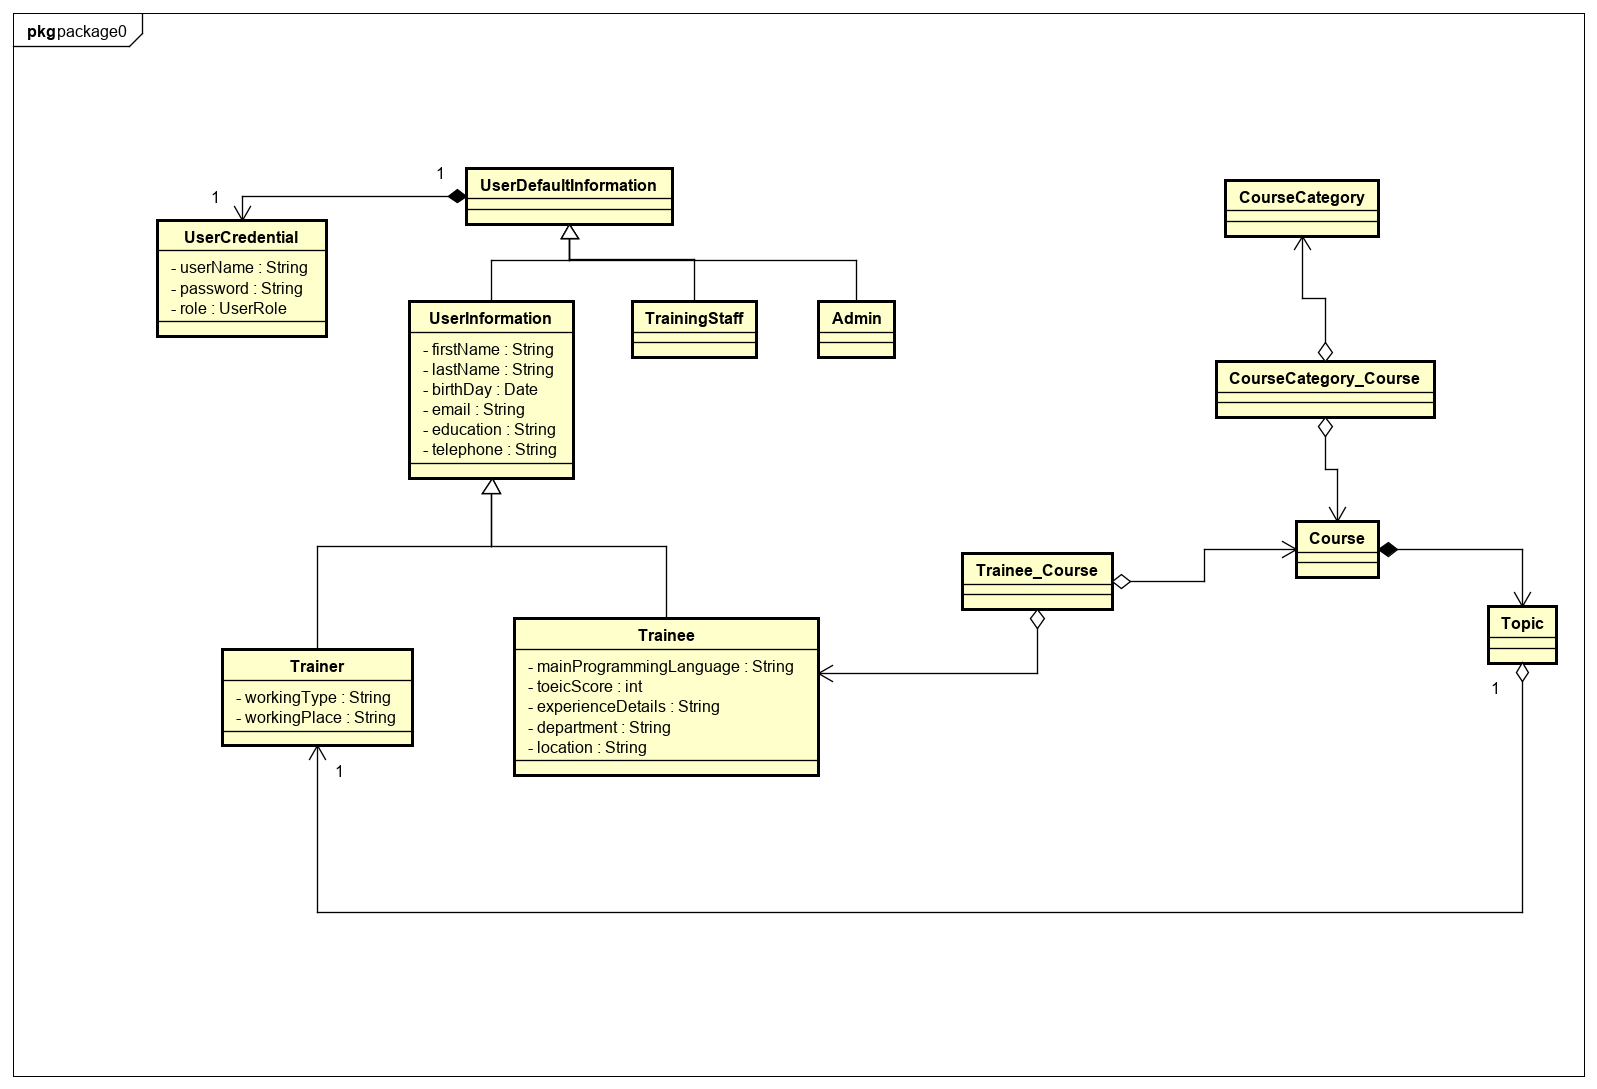 pkg package0
1
UserDefaultInformation
1
UserCredential
- userName : String
- password : String
- role : UserRole
CourseCategory
UserInformation
- firstName : String
- lastName : String
- birthDay : Date
- email : String
- education : String
- telephone : String
TrainingStaff
Admin
CourseCategory_Course
Course
Trainee_Course
Topic
1
Trainer
- workingType : String
- workingPlace : String
1
Trainee
- mainProgrammingLanguage : String
- toeicScore : int
- experienceDetails : String
- department : String
- location : String